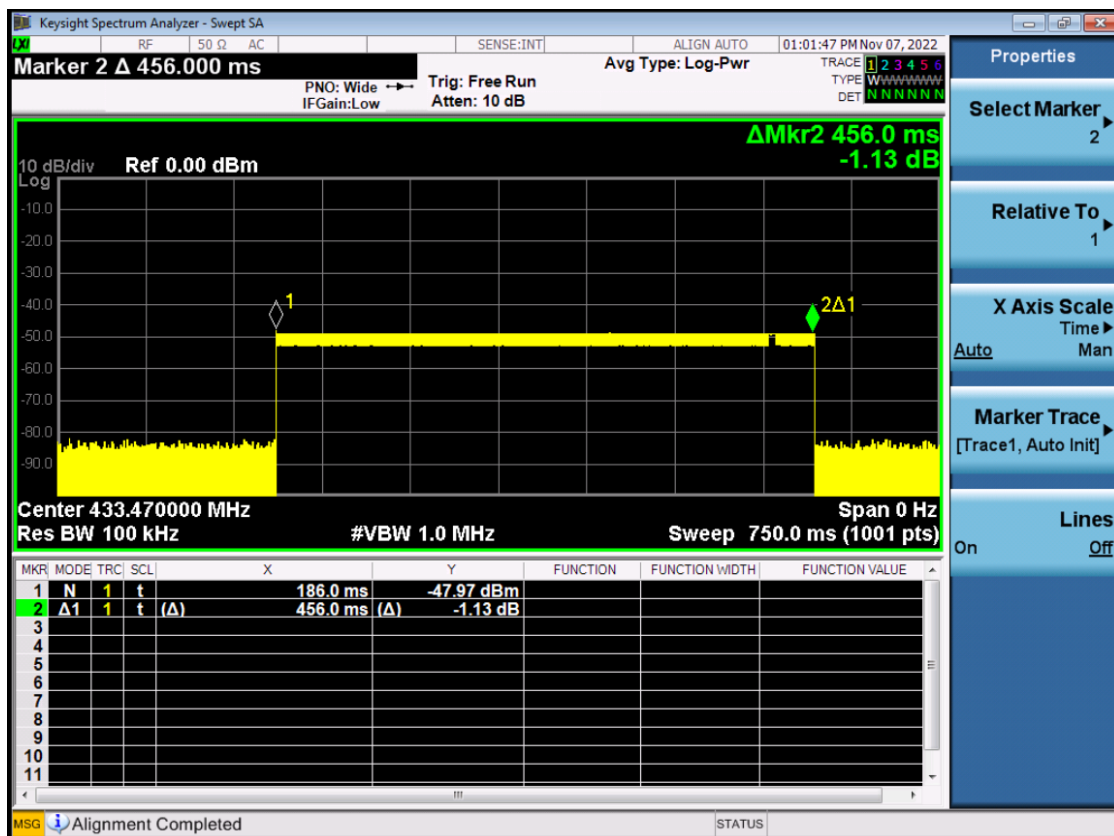 Keysight Spectrum Analyzer - Swept SA
LXI RF 50 Ω AC SENSE:INT ALIGN AUTO 01:01:47 PM Nov 07, 2022
Marker 2 Δ 456.000 ms
PNO: Wide
IFGain:Low
Trig: Free Run
Atten: 10 dB
Avg Type: Log-Pwr
TRACE 1 2 3 4 5 6
TYPE WWWWWW
DET N N N N N N
ΔMkr2 456.0 ms
-1.13 dB
10 dB/div Ref 0.00 dBm
Log
-10.0
-20.0
-30.0
-40.0
-50.0
-60.0
-70.0
-80.0
-90.0
1
2Δ1
Center 433.470000 MHz Span 0 Hz
Res BW 100 kHz #VBW 1.0 MHz Sweep 750.0 ms (1001 pts)
MKR MODE TRC SCL X Y FUNCTION FUNCTION WIDTH FUNCTION VALUE
1 N 1 t 186.0 ms -47.97 dBm
2 Δ1 1 t (Δ) 456.0 ms (Δ) -1.13 dB
3
4
5
6
7
8
9
10
11
MSG Alignment Completed STATUS
Properties
Select Marker
2
Relative To
1
X Axis Scale
Time
Auto Man
Marker Trace
[Trace1, Auto Init]
Lines
On Off